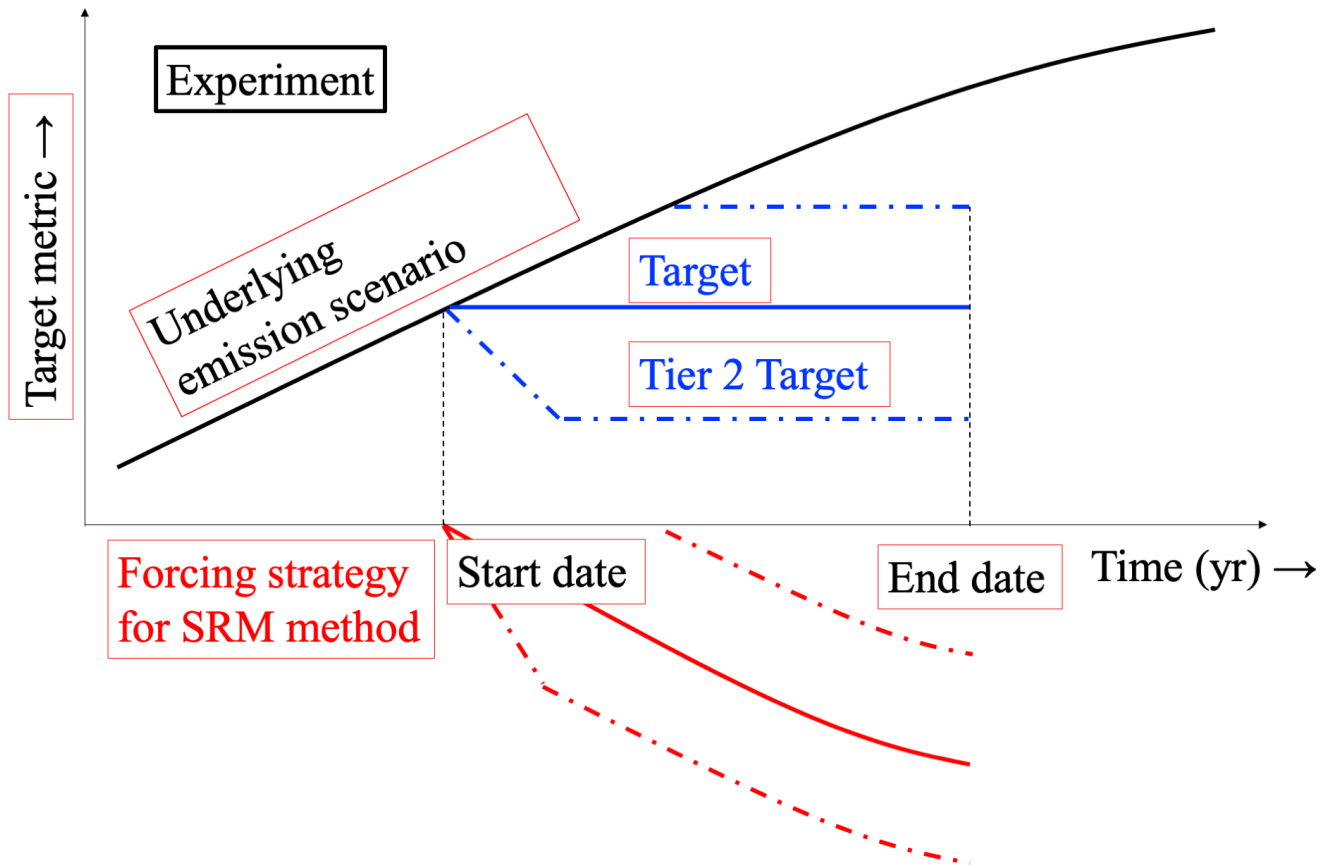 Experiment
Target metric →
Underlying
emission scenario
Target
Tier 2 Target
Forcing strategy
for SRM method
Start date
End date
Time (yr) →